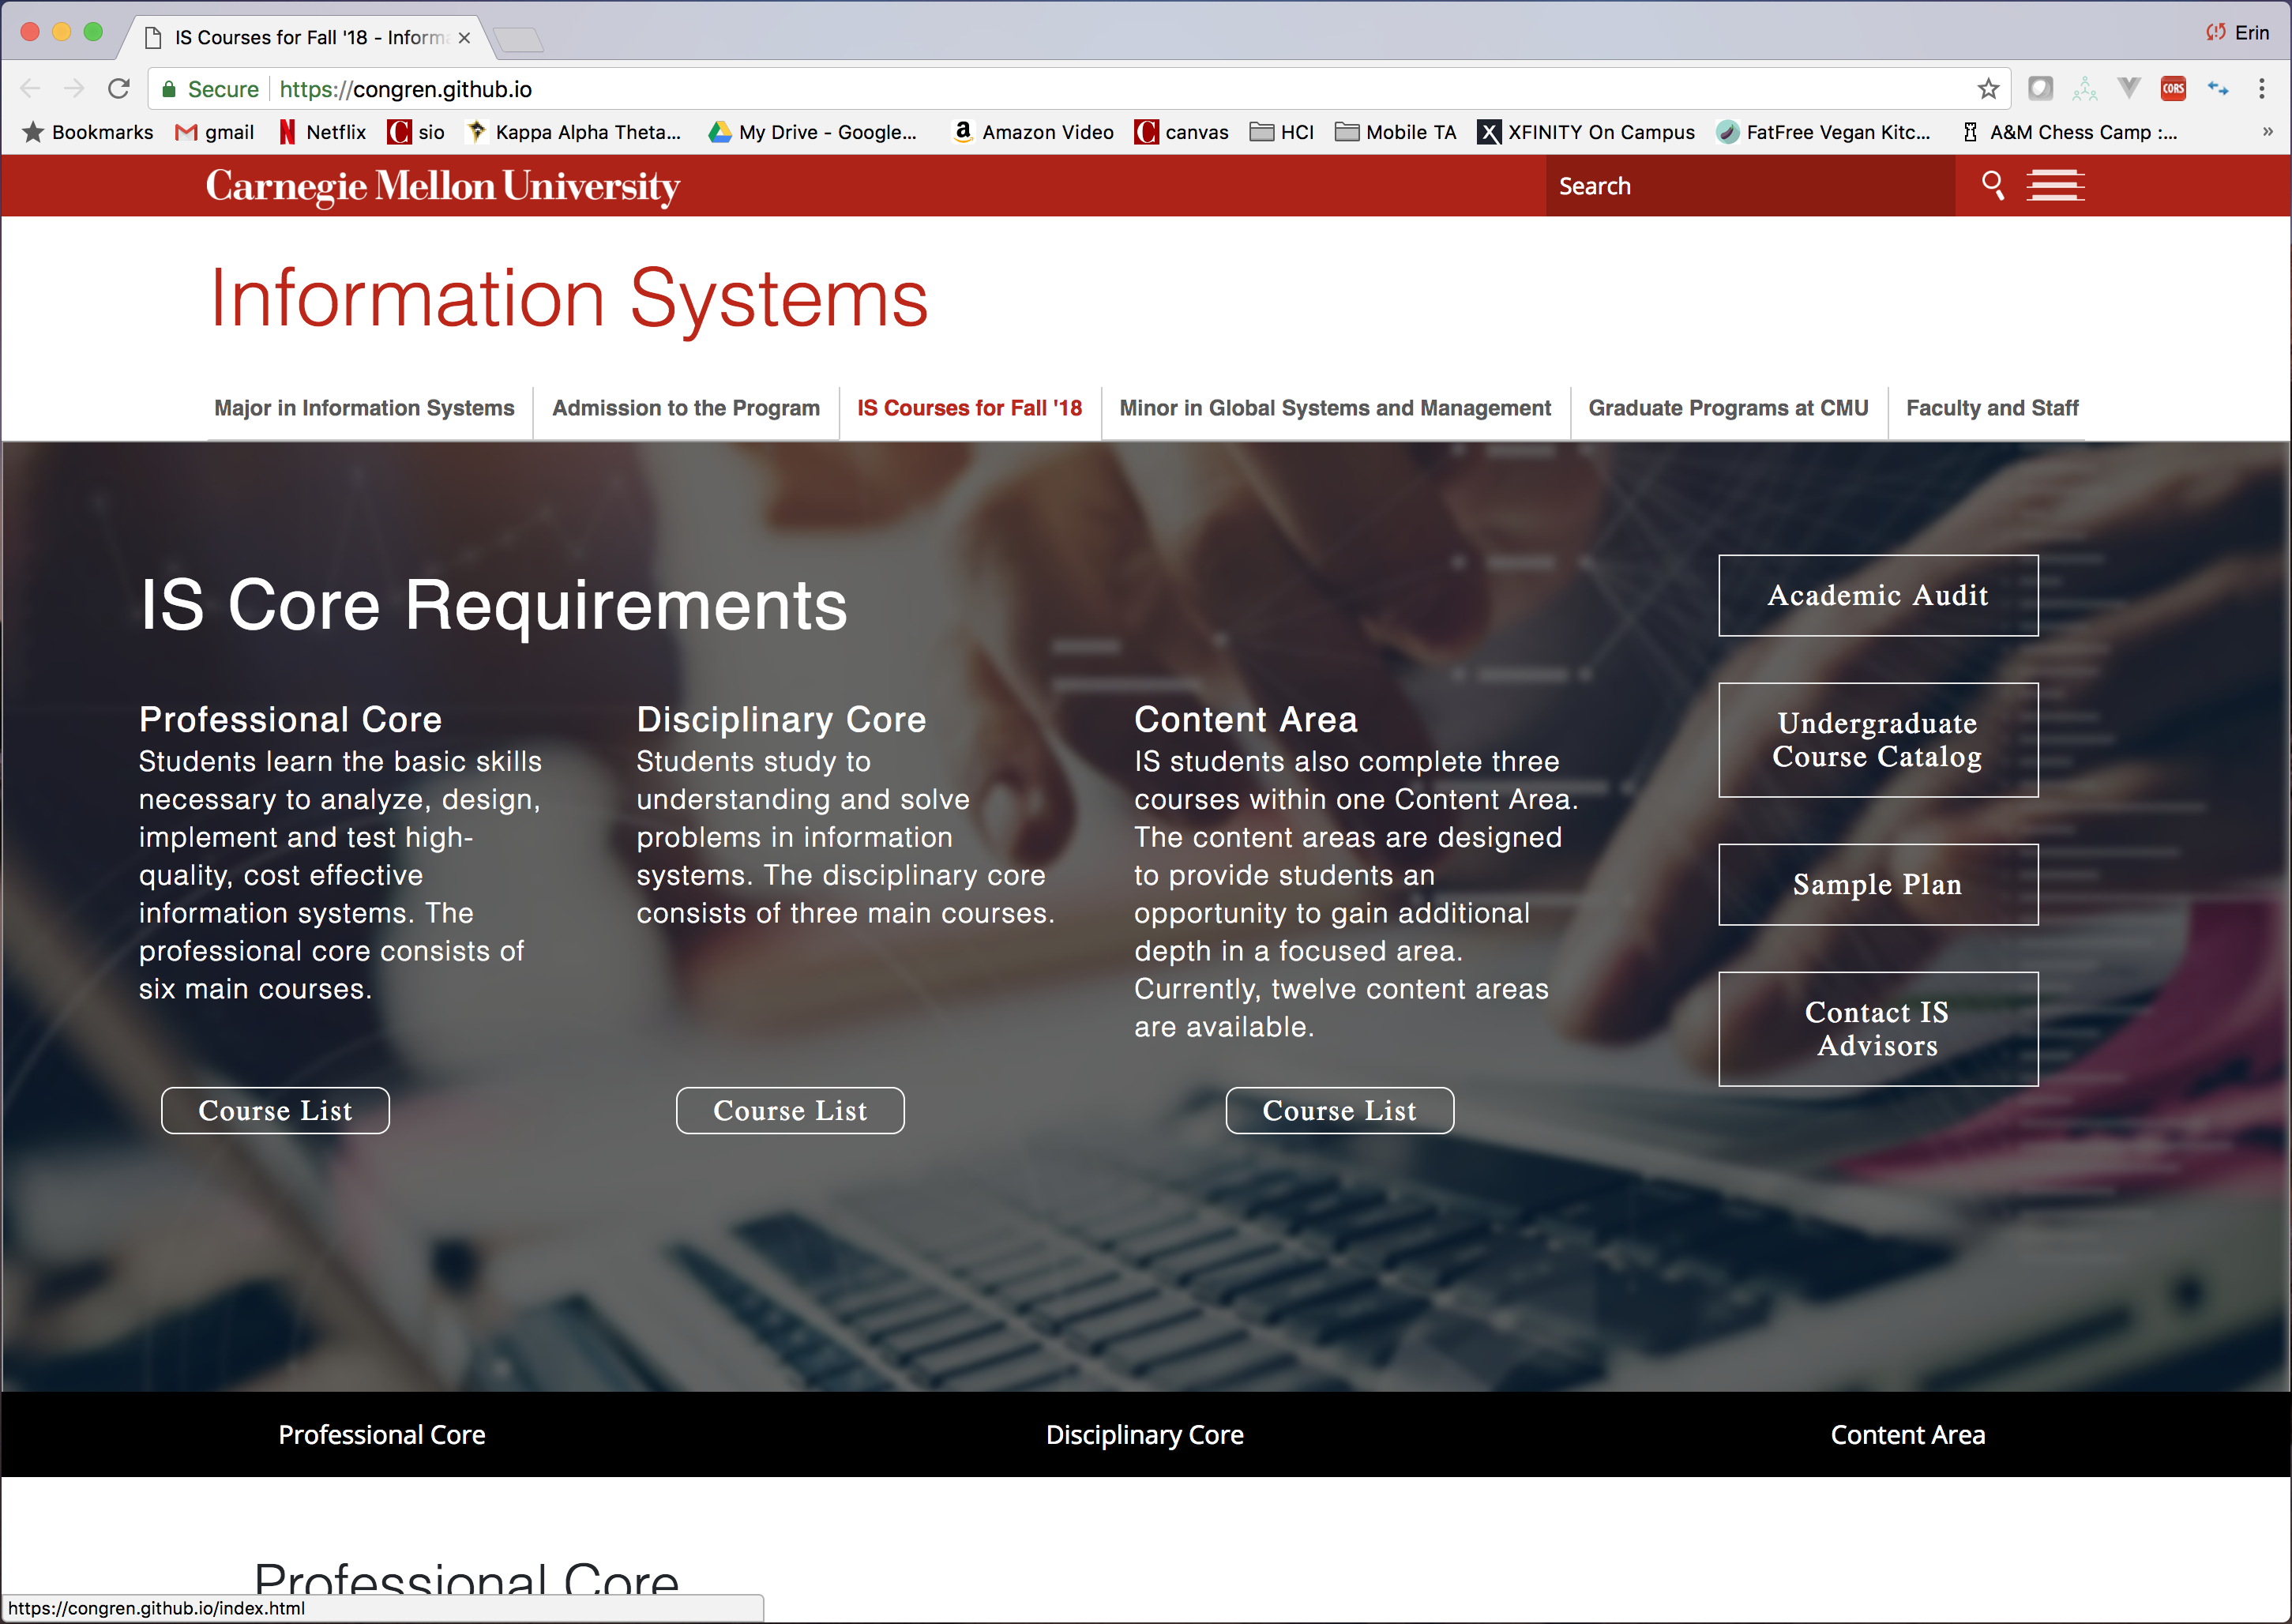 IS Courses for Fall '18 - Inform
Erin
Secure https://congren.github.io
CORS
Bookmarks gmail Netflix sio Kappa Alpha Theta... My Drive - Google... Amazon Video canvas HCI Mobile TA XFINITY On Campus FatFree Vegan Kitc... A&M Chess Camp :... »
Carnegie Mellon University
Search
Information Systems
Major in Information Systems
Admission to the Program
IS Courses for Fall '18
Minor in Global Systems and Management
Graduate Programs at CMU
Faculty and Staff
IS Core Requirements
Professional Core
Students learn the basic skills
necessary to analyze, design,
implement and test high-
quality, cost effective
information systems. The
professional core consists of
six main courses.
Course List
Disciplinary Core
Students study to
understanding and solve
problems in information
systems. The disciplinary core
consists of three main courses.
Course List
Content Area
IS students also complete three
courses within one Content Area.
The content areas are designed
to provide students an
opportunity to gain additional
depth in a focused area.
Currently, twelve content areas
are available.
Course List
Academic Audit
Undergraduate
Course Catalog
Sample Plan
Contact IS
Advisors
Professional Core
Disciplinary Core
Content Area
Professional Core
https://congren.github.io/index.html